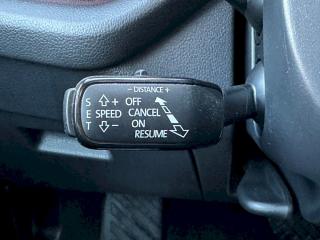 − DISTANCE +
S ⇧+ OFF
E SPEED CANCEL
T ⇩− ON
RESUME